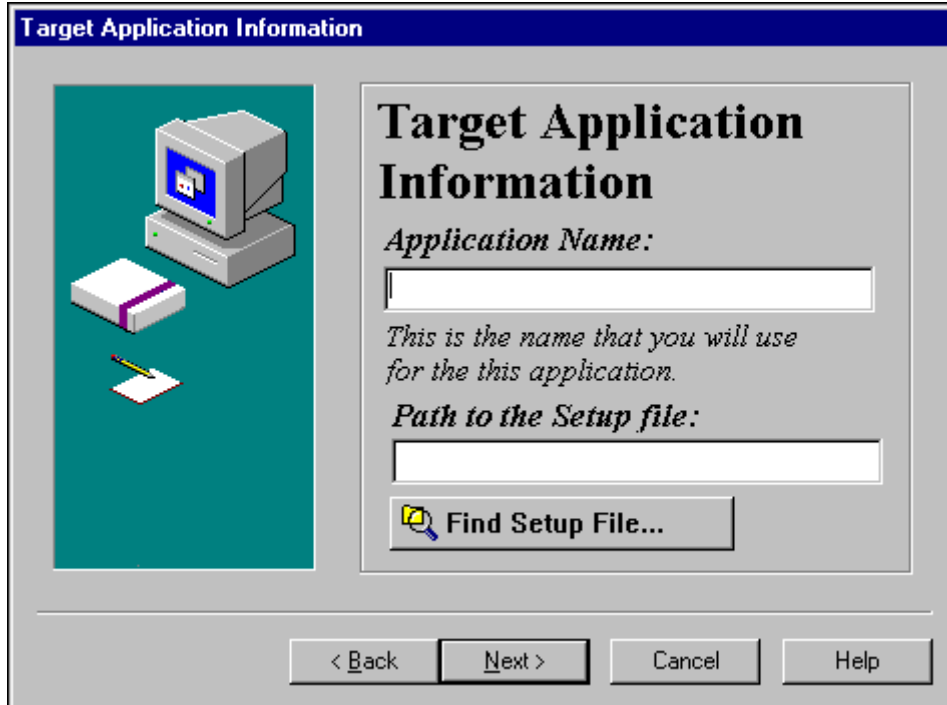 Target Application Information
Target Application
Information
Application Name:
This is the name that you will use
for the this application.
Path to the Setup file:
Find Setup File...
< Back
Next >
Cancel
Help